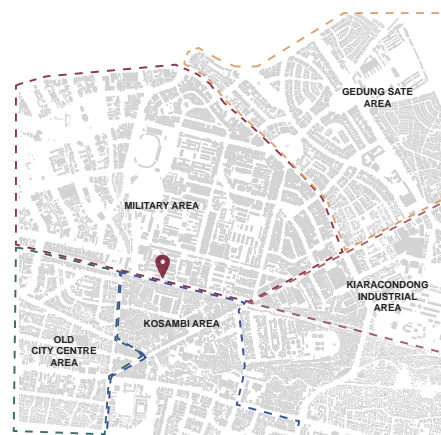 GEDUNG SATE
AREA
MILITARY AREA
KIARACONDONG
INDUSTRIAL
AREA
KOSAMBI AREA
OLD
CITY CENTRE
AREA